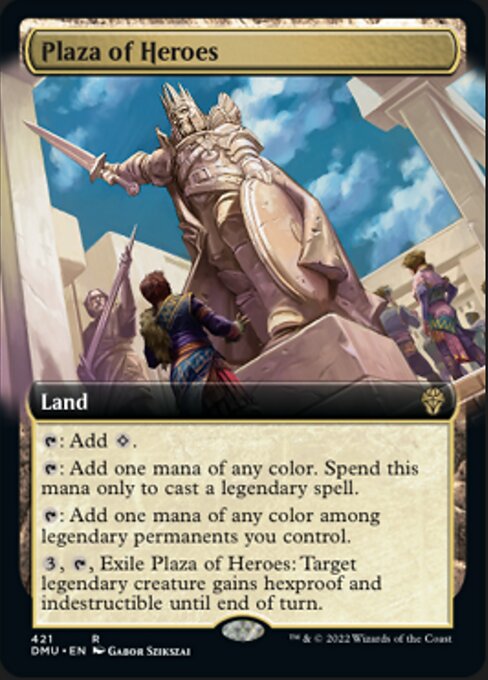 Plaza of Heroes
Land
: Add .
: Add one mana of any color. Spend this
mana only to cast a legendary spell.
: Add one mana of any color among
legendary permanents you control.
3, , Exile Plaza of Heroes: Target
legendary creature gains hexproof and
indestructible until end of turn.
421 R
DMU • EN GABOR SZIKSZAI
™ & © 2022 Wizards of the Coast